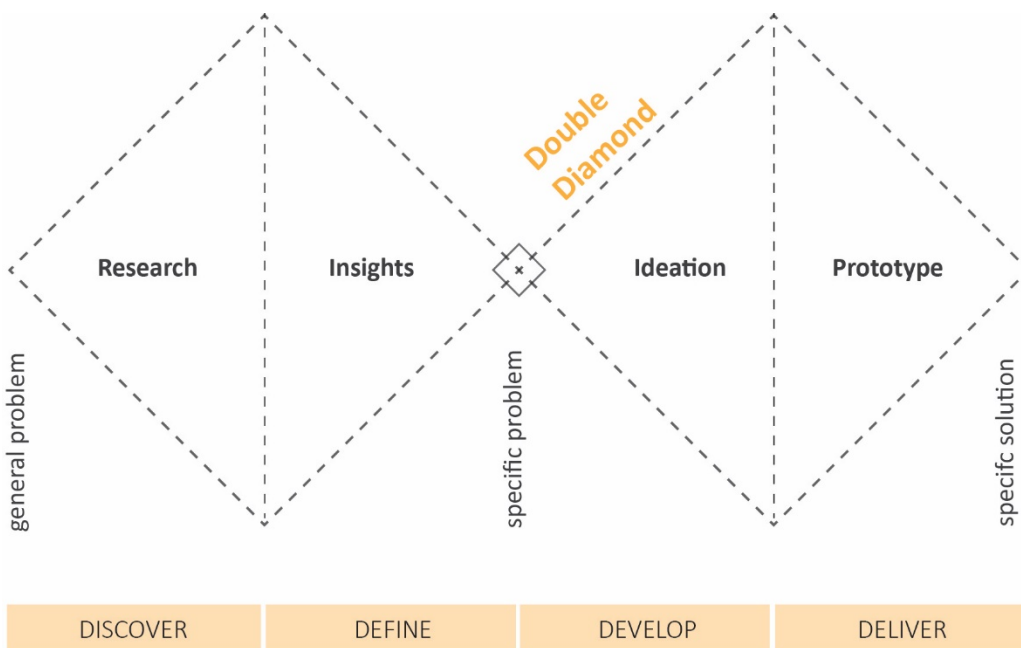 Double
Diamond
Research
Insights
Ideation
Prototype
general problem
specific problem
specifc solution
DISCOVER
DEFINE
DEVELOP
DELIVER